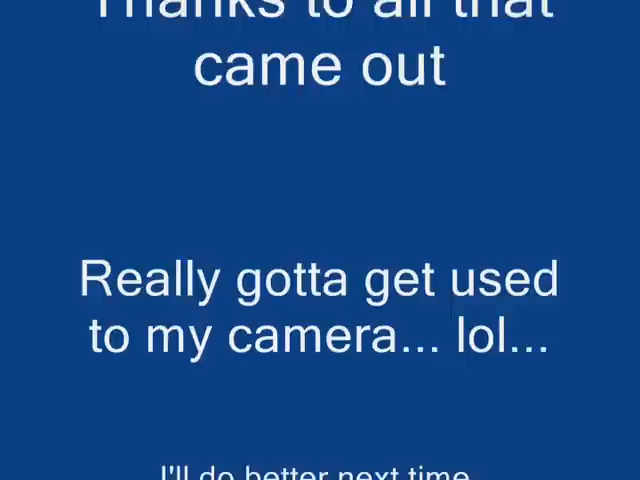 Thanks to all that
came out
Really gotta get used
to my camera... lol...
I'll do better next time